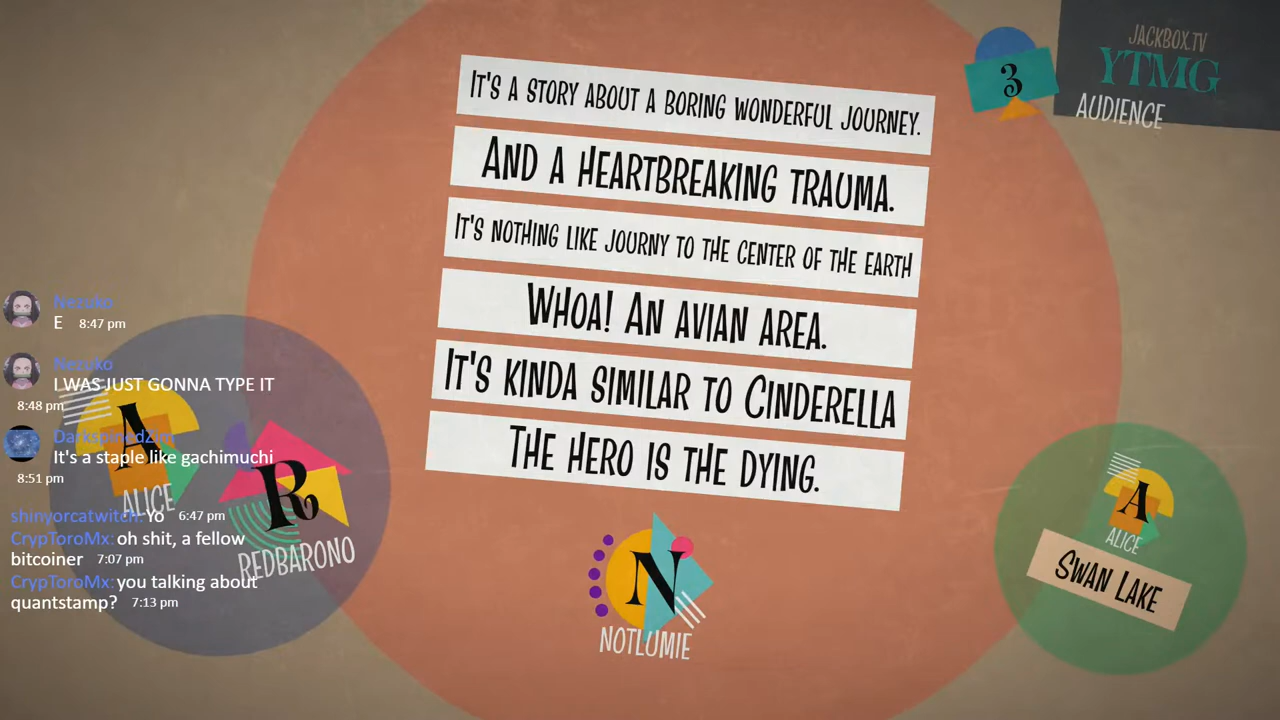 It's a story about a boring wonderful journey.
And a heartbreaking trauma.
It's nothing like journy to the center of the earth
Whoa! An avian area.
It's kinda similar to Cinderella
The hero is the dying.
N
NOTLUMIE
3
JACKBOX.TV
YTMG
AUDIENCE
Nezuko
E 8:47 pm
Nezuko
I WAS JUST GONNA TYPE IT
8:48 pm
DarkspinedZim
It's a staple like gachimuchi
8:51 pm
shinyorcatwitch: Yo 6:47 pm
CrypToroMx: oh shit, a fellow
bitcoiner 7:07 pm
CrypToroMx: you talking about
quantstamp? 7:13 pm
A
ALICE
R
REDBARONO
A
ALICE
Swan Lake